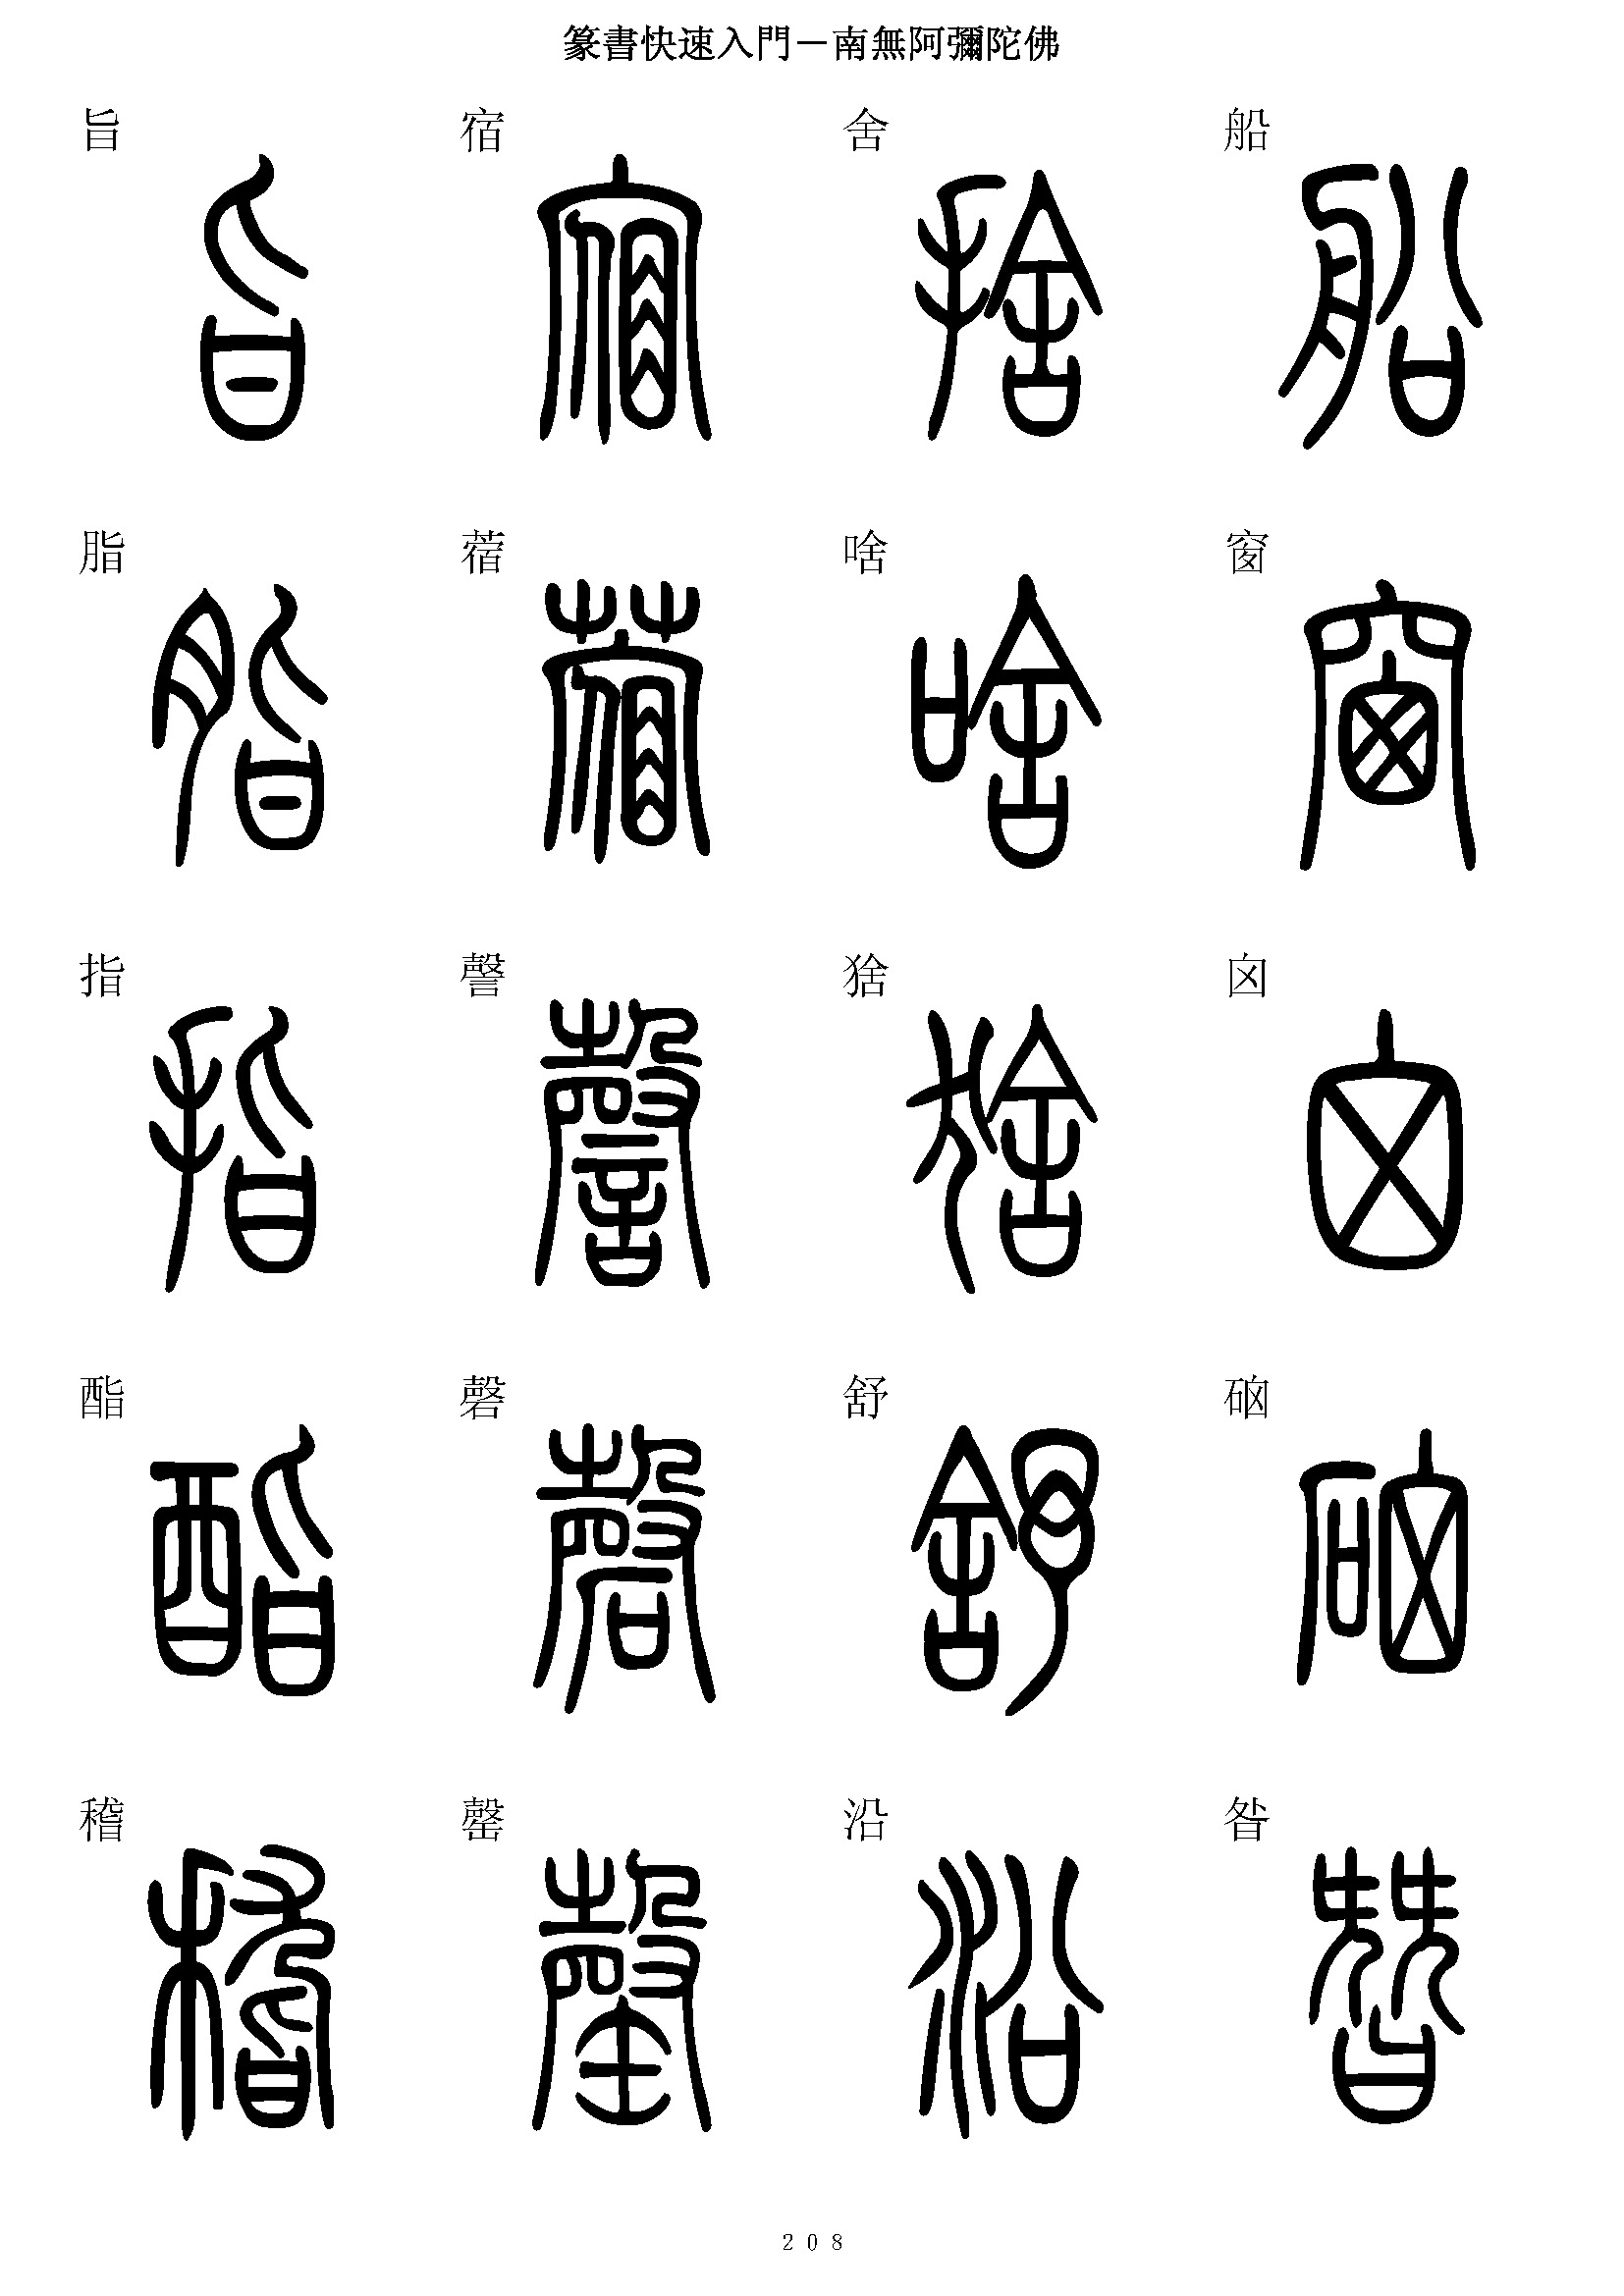 篆書快速入門－南無阿彌陀佛
旨 宿 舍 船
脂 蓿 啥 窗
指 謦 猞 囪
酯 磬 舒 硇
稽 罄 沿 昝
208